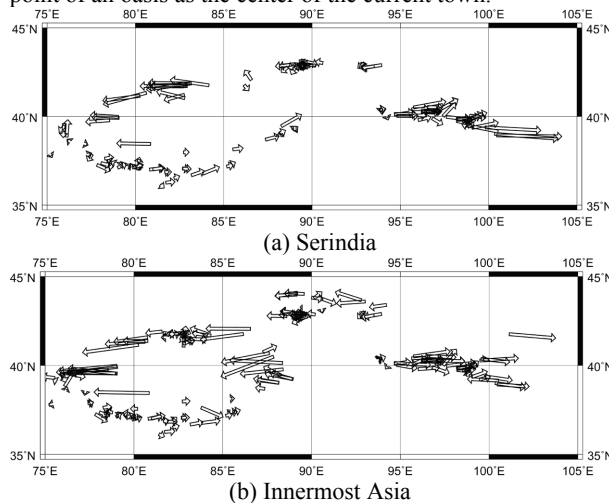 point of an oasis as the center of the current town.
75˚E 80˚E 85˚E 90˚E 95˚E 100˚E 105˚E
45˚N 45˚N
40˚N 40˚N
35˚N 35˚N
75˚E 80˚E 85˚E 90˚E 95˚E 100˚E 105˚E
(a) Serindia
75˚E 80˚E 85˚E 90˚E 95˚E 100˚E 105˚E
45˚N 45˚N
40˚N 40˚N
35˚N 35˚N
75˚E 80˚E 85˚E 90˚E 95˚E 100˚E 105˚E
(b) Innermost Asia